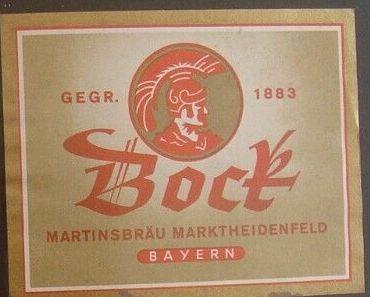 GEGR. 1883
Bock
MARTINSBRÄU MARKTHEIDENFELD
BAYERN